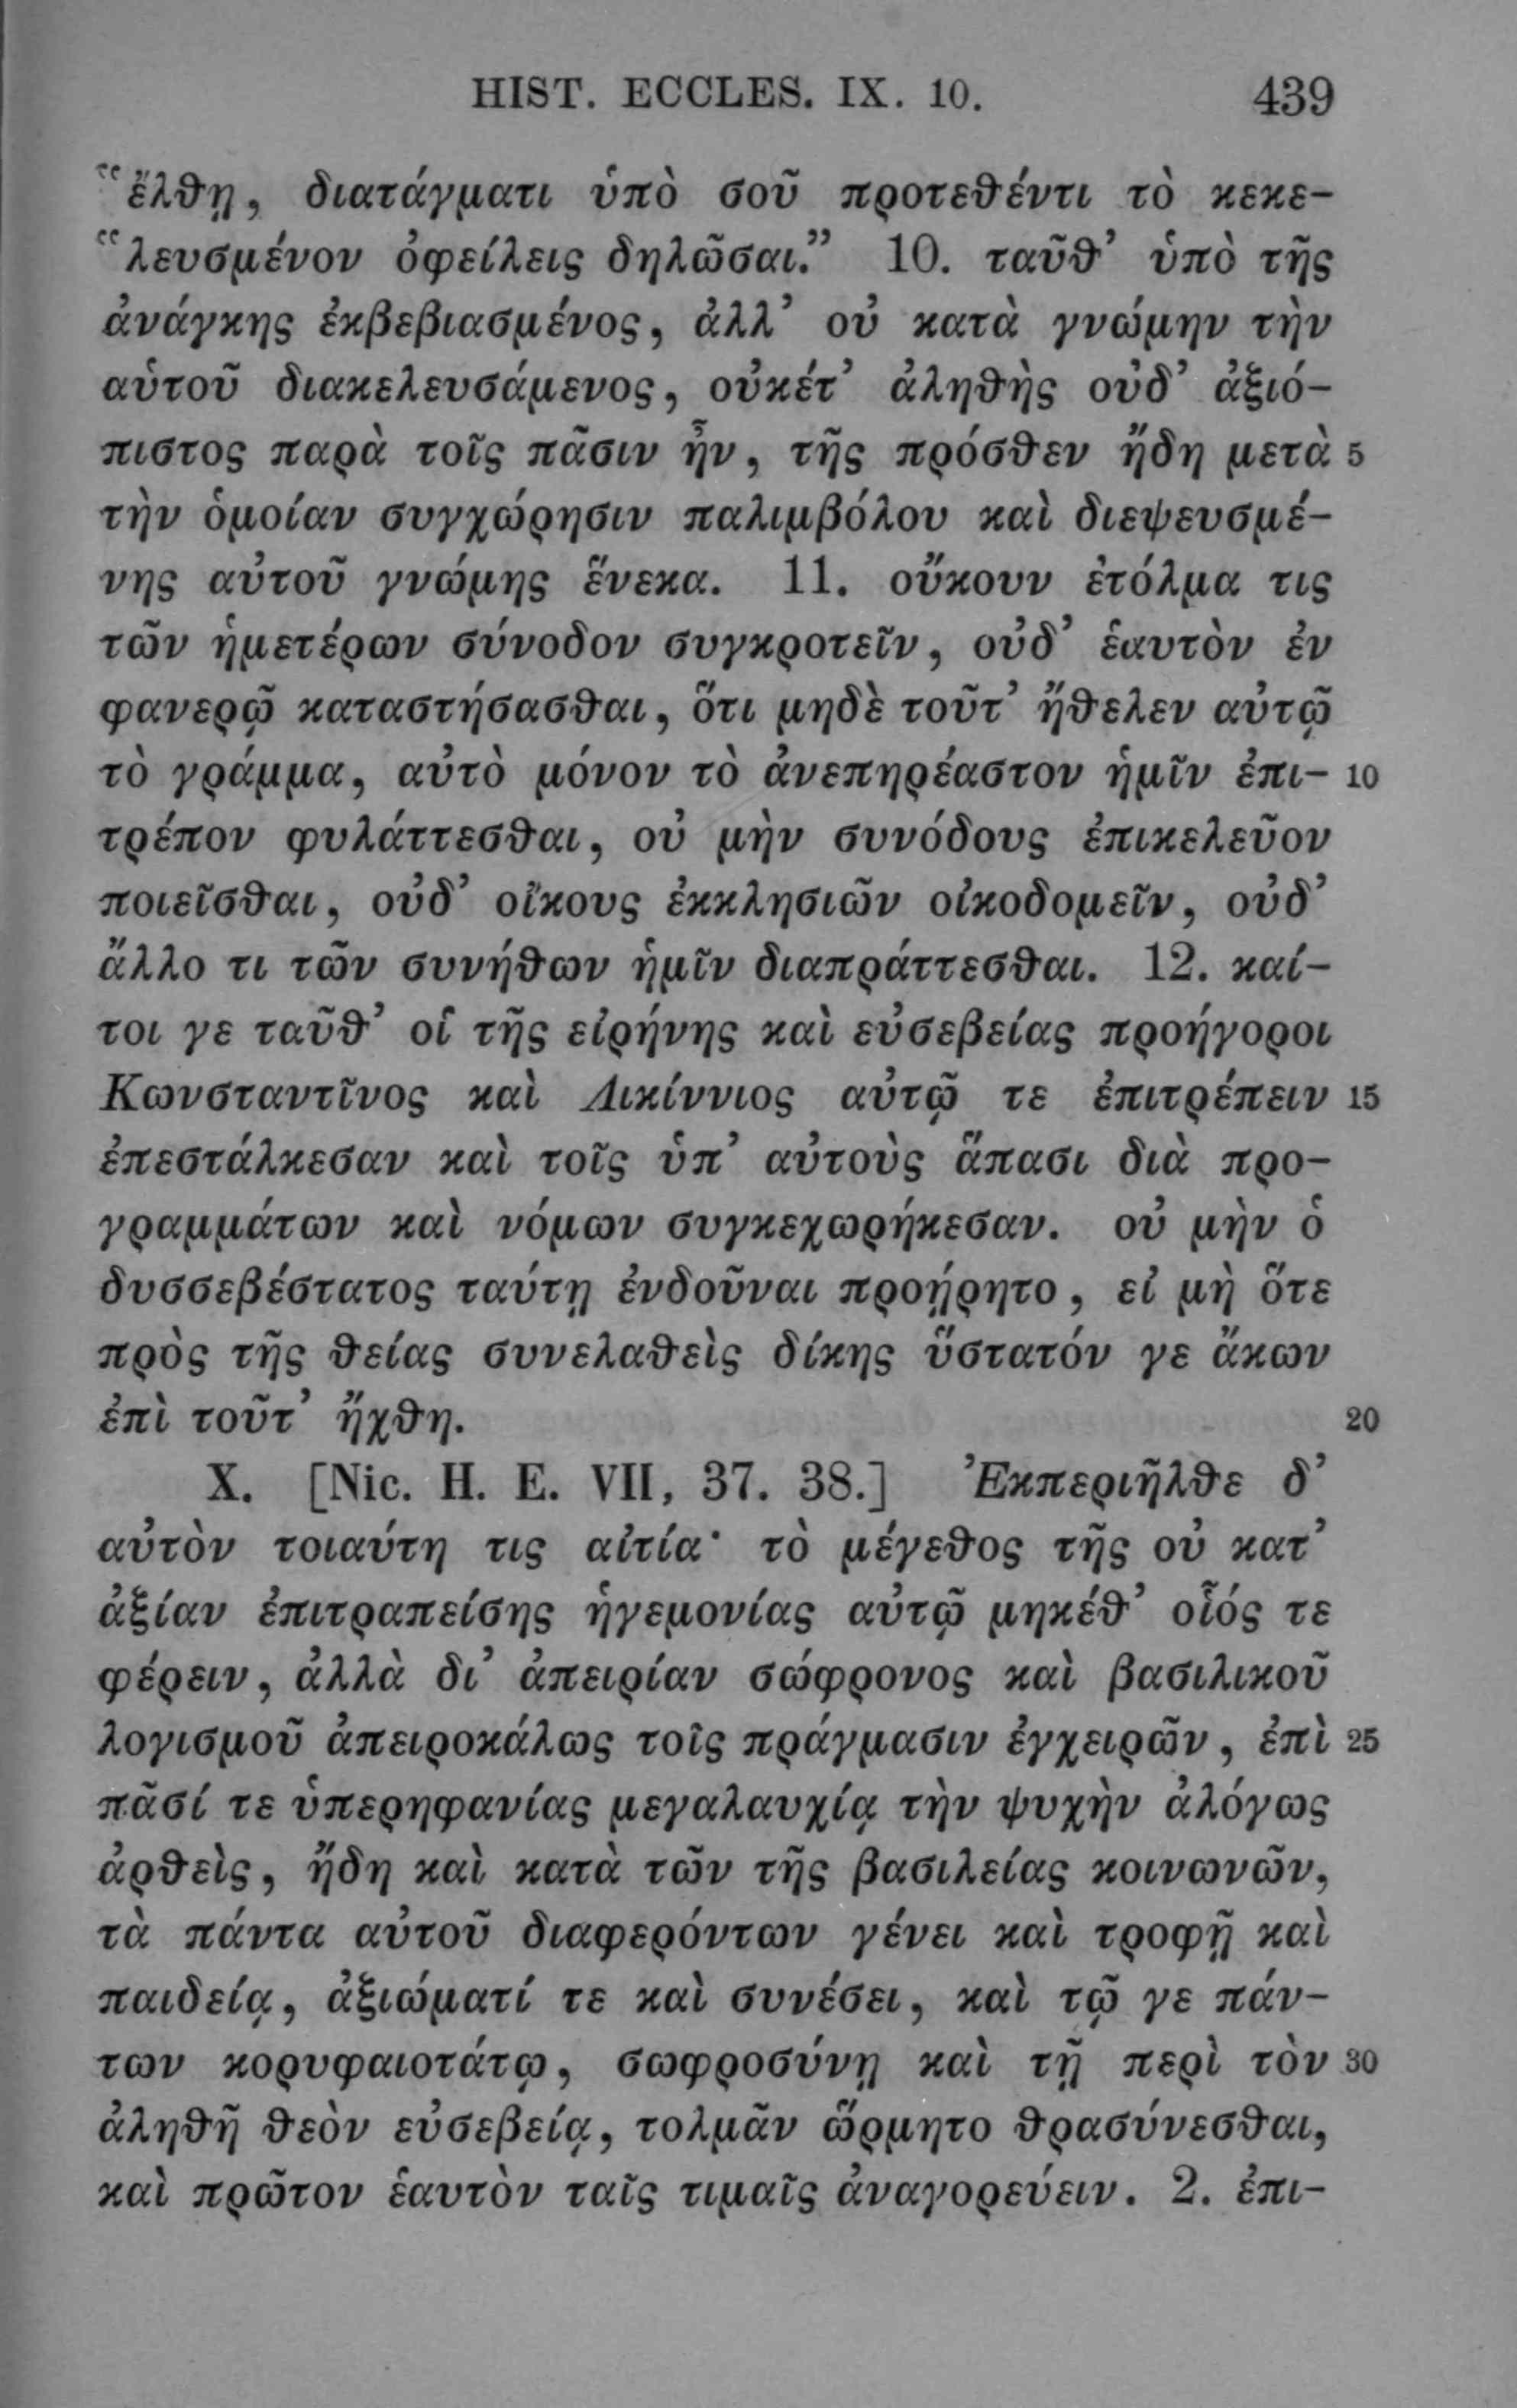 HIST. ECCLES. IX. 10. 439
“ἔλθῃ, διατάγματι ὑπὸ σοῦ προτεθέντι τὸ κεκε-
“λευσμένον ὀφείλεις δηλῶσαι.” 10. ταῦθ’ ὑπὸ τῆς
ἀνάγκης ἐκβεβιασμένος, ἀλλ’ οὐ κατὰ γνώμην τὴν
αὑτοῦ διακελευσάμενος, οὐκέτ’ ἀληθὴς οὐδ’ ἀξιό-
πιστος παρὰ τοῖς πᾶσιν ἦν, τῆς πρόσθεν ἤδη μετὰ 5
τὴν ὁμοίαν συγχώρησιν παλιμβόλου καὶ διεψευσμέ-
νης αὐτοῦ γνώμης ἕνεκα. 11. οὔκουν ἐτόλμα τις
τῶν ἡμετέρων σύνοδον συγκροτεῖν, οὐδ’ ἑαυτὸν ἐν
φανερῷ καταστήσασθαι, ὅτι μηδὲ τοῦτ’ ἤθελεν αὐτῷ
τὸ γράμμα, αὐτὸ μόνον τὸ ἀνεπηρέαστον ἡμῖν ἐπι- 10
τρέπον φυλάττεσθαι, οὐ μὴν συνόδους ἐπικελεῦον
ποιεῖσθαι, οὐδ’ οἴκους ἐκκλησιῶν οἰκοδομεῖν, οὐδ’
ἄλλο τι τῶν συνήθων ἡμῖν διαπράττεσθαι. 12. καί-
τοι γε ταῦθ’ οἱ τῆς εἰρήνης καὶ εὐσεβείας προήγοροι
Κωνσταντῖνος καὶ Λικίννιος αὐτῷ τε ἐπιτρέπειν 15
ἐπεστάλκεσαν καὶ τοῖς ὑπ’ αὐτοὺς ἅπασι διὰ προ-
γραμμάτων καὶ νόμων συγκεχωρήκεσαν. οὐ μὴν ὁ
δυσσεβέστατος ταύτῃ ἐνδοῦναι προῄρητο, εἰ μὴ ὅτε
πρὸς τῆς θείας συνελαθεὶς δίκης ὕστατόν γε ἄκων
ἐπὶ τοῦτ’ ἤχθη. 20
X. [Nic. H. E. VII, 37. 38.] Ἐκπεριῆλθε δ’
αὐτὸν τοιαύτη τις αἰτία· τὸ μέγεθος τῆς οὐ κατ’
ἀξίαν ἐπιτραπείσης ἡγεμονίας αὐτῷ μηκέθ’ οἷός τε
φέρειν, ἀλλὰ δι’ ἀπειρίαν σώφρονος καὶ βασιλικοῦ
λογισμοῦ ἀπειροκάλως τοῖς πράγμασιν ἐγχειρῶν, ἐπὶ 25
πᾶσί τε ὑπερηφανίας μεγαλαυχίᾳ τὴν ψυχὴν ἀλόγως
ἀρθεὶς, ἤδη καὶ κατὰ τῶν τῆς βασιλείας κοινωνῶν,
τὰ πάντα αὐτοῦ διαφερόντων γένει καὶ τροφῇ καὶ
παιδείᾳ, ἀξιώματί τε καὶ συνέσει, καὶ τῷ γε πάν-
των κορυφαιοτάτῳ, σωφροσύνῃ καὶ τῇ περὶ τὸν 30
ἀληθῆ θεὸν εὐσεβείᾳ, τολμᾶν ὥρμητο θρασύνεσθαι,
καὶ πρῶτον ἑαυτὸν ταῖς τιμαῖς ἀναγορεύειν. 2. ἐπι-